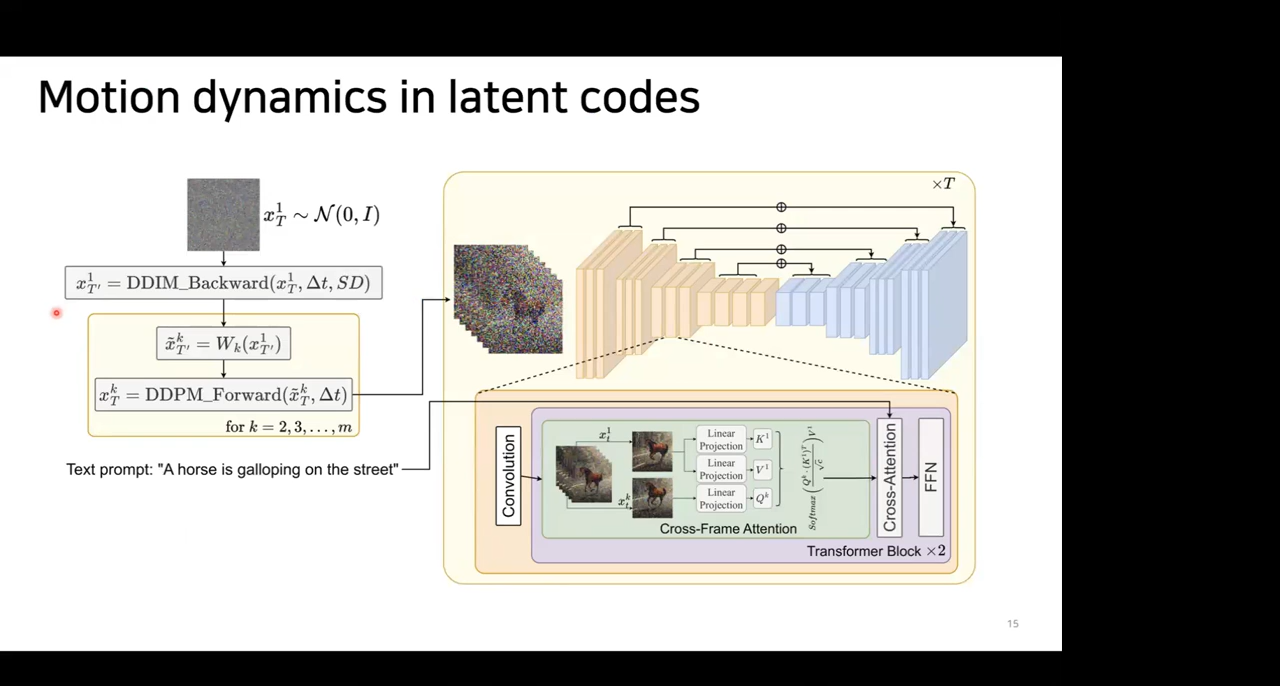 Motion dynamics in latent codes
x_T^1 ∼ 𝒩(0, I)
x_{T'}^1 = DDIM_Backward(x_T^1, Δt, SD)
x̃_{T'}^k = W_k(x_{T'}^1)
x_T^k = DDPM_Forward(x̃_{T'}^k, Δt)
for k = 2, 3, . . . , m
Text prompt: "A horse is galloping on the street"
×T
Convolution
x_t^1
x_t^k
Linear
Projection
K^1
Linear
Projection
V^1
Linear
Projection
Q^k
Softmax (Q^k · (K^1)^T / √c) V^1
Cross-Frame Attention
Cross-Attention
FFN
Transformer Block ×2
15